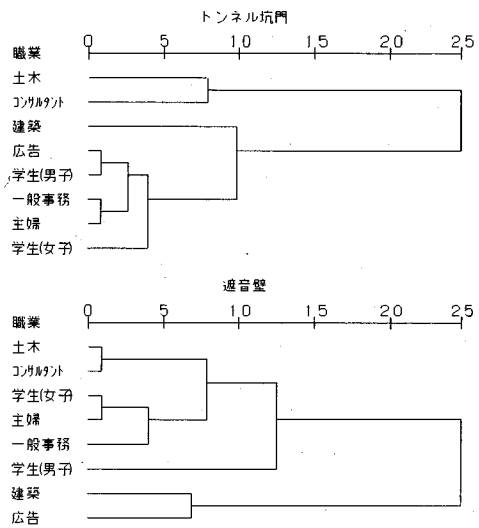 トンネル坑門
0 5 10 15 20 25
職業
土木
コンサルタント
建築
広告
学生(男子)
一般事務
主婦
学生(女子)
遮音壁
0 5 10 15 20 25
職業
土木
コンサルタント
学生(女子)
主婦
一般事務
学生(男子)
建築
広告